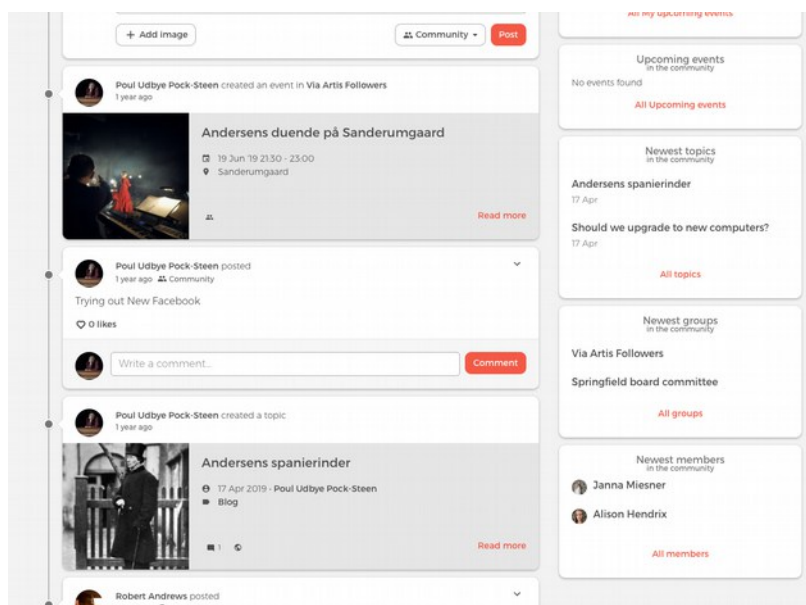 + Add image
Community
Post
Poul Udbye Pock-Steen created an event in Via Artis Followers
1 year ago
Andersens duende på Sanderumgaard
19 Jun '19 21.30 - 23.00
Sanderumgaard
Read more
Poul Udbye Pock-Steen posted
1 year ago Community
Trying out New Facebook
0 likes
Write a comment...
Comment
Poul Udbye Pock-Steen created a topic
1 year ago
Andersens spanierinder
17 Apr 2019 - Poul Udbye Pock-Steen
Blog
1
Read more
Robert Andrews posted
All My upcoming events
Upcoming events
in the community
No events found
All Upcoming events
Newest topics
in the community
Andersens spanierinder
17 Apr
Should we upgrade to new computers?
17 Apr
All topics
Newest groups
in the community
Via Artis Followers
Springfield board committee
All groups
Newest members
in the community
Janna Miesner
Alison Hendrix
All members